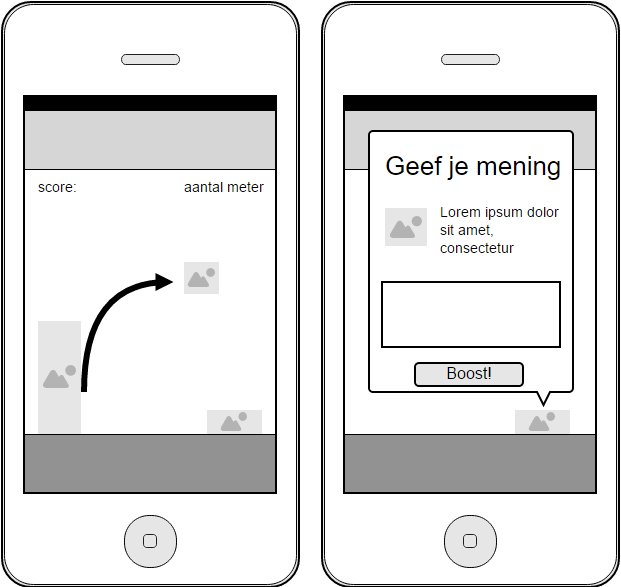 score:
aantal meter
Geef je mening
Lorem ipsum dolor
sit amet,
consectetur
Boost!